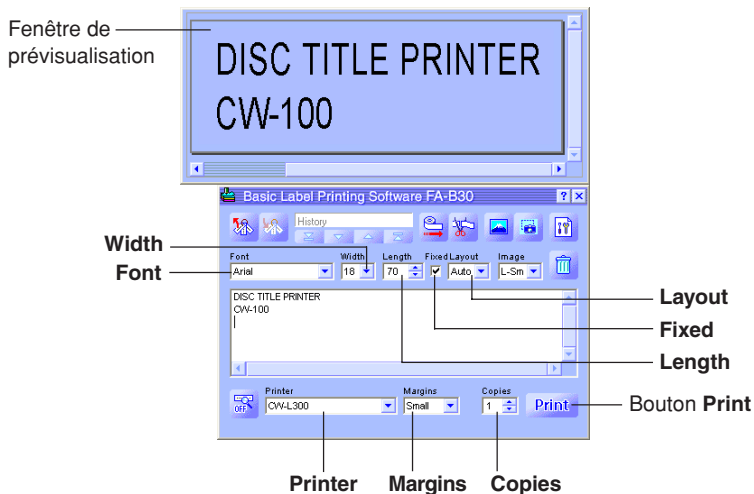 Fenêtre de
prévisualisation
DISC TITLE PRINTER
CW-100
Basic Label Printing Software FA-B30
History
Width
Font
Font Width Length Fixed Layout Image
Arial 18 70 Auto L-Sm
DISC TITLE PRINTER
CW-100
Layout
Fixed
Length
OFF
Printer Margins Copies
CW-L300 Small 1 Print
Bouton Print
Printer Margins Copies